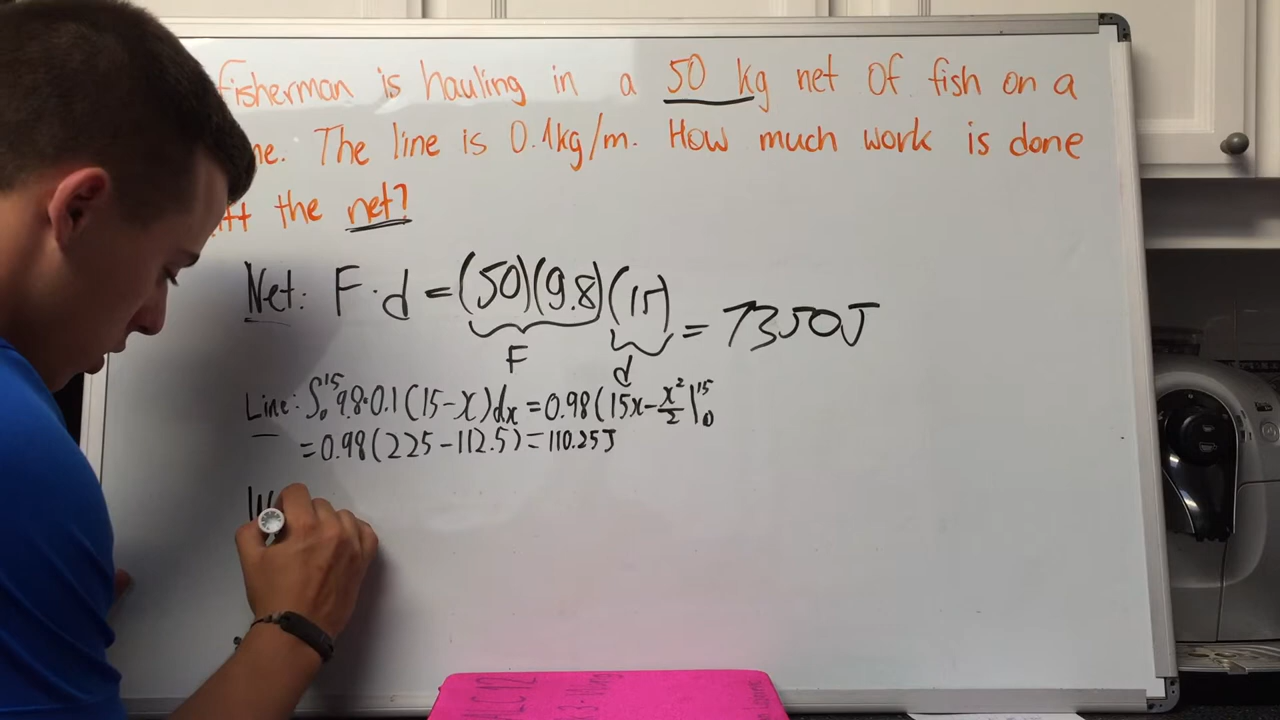 fisherman is hauling in a 50 kg net of fish on a
ne. The line is 0.1kg/m. How much work is done
ft the net?
Net: F·d = (50)(9.8)(15) = 7350J
F d
Line: ∫₀¹⁵ 9.8·0.1(15-x)dx = 0.98(15x-x²/2|₀¹⁵
= 0.98(225-112.5) = 110.25J
W